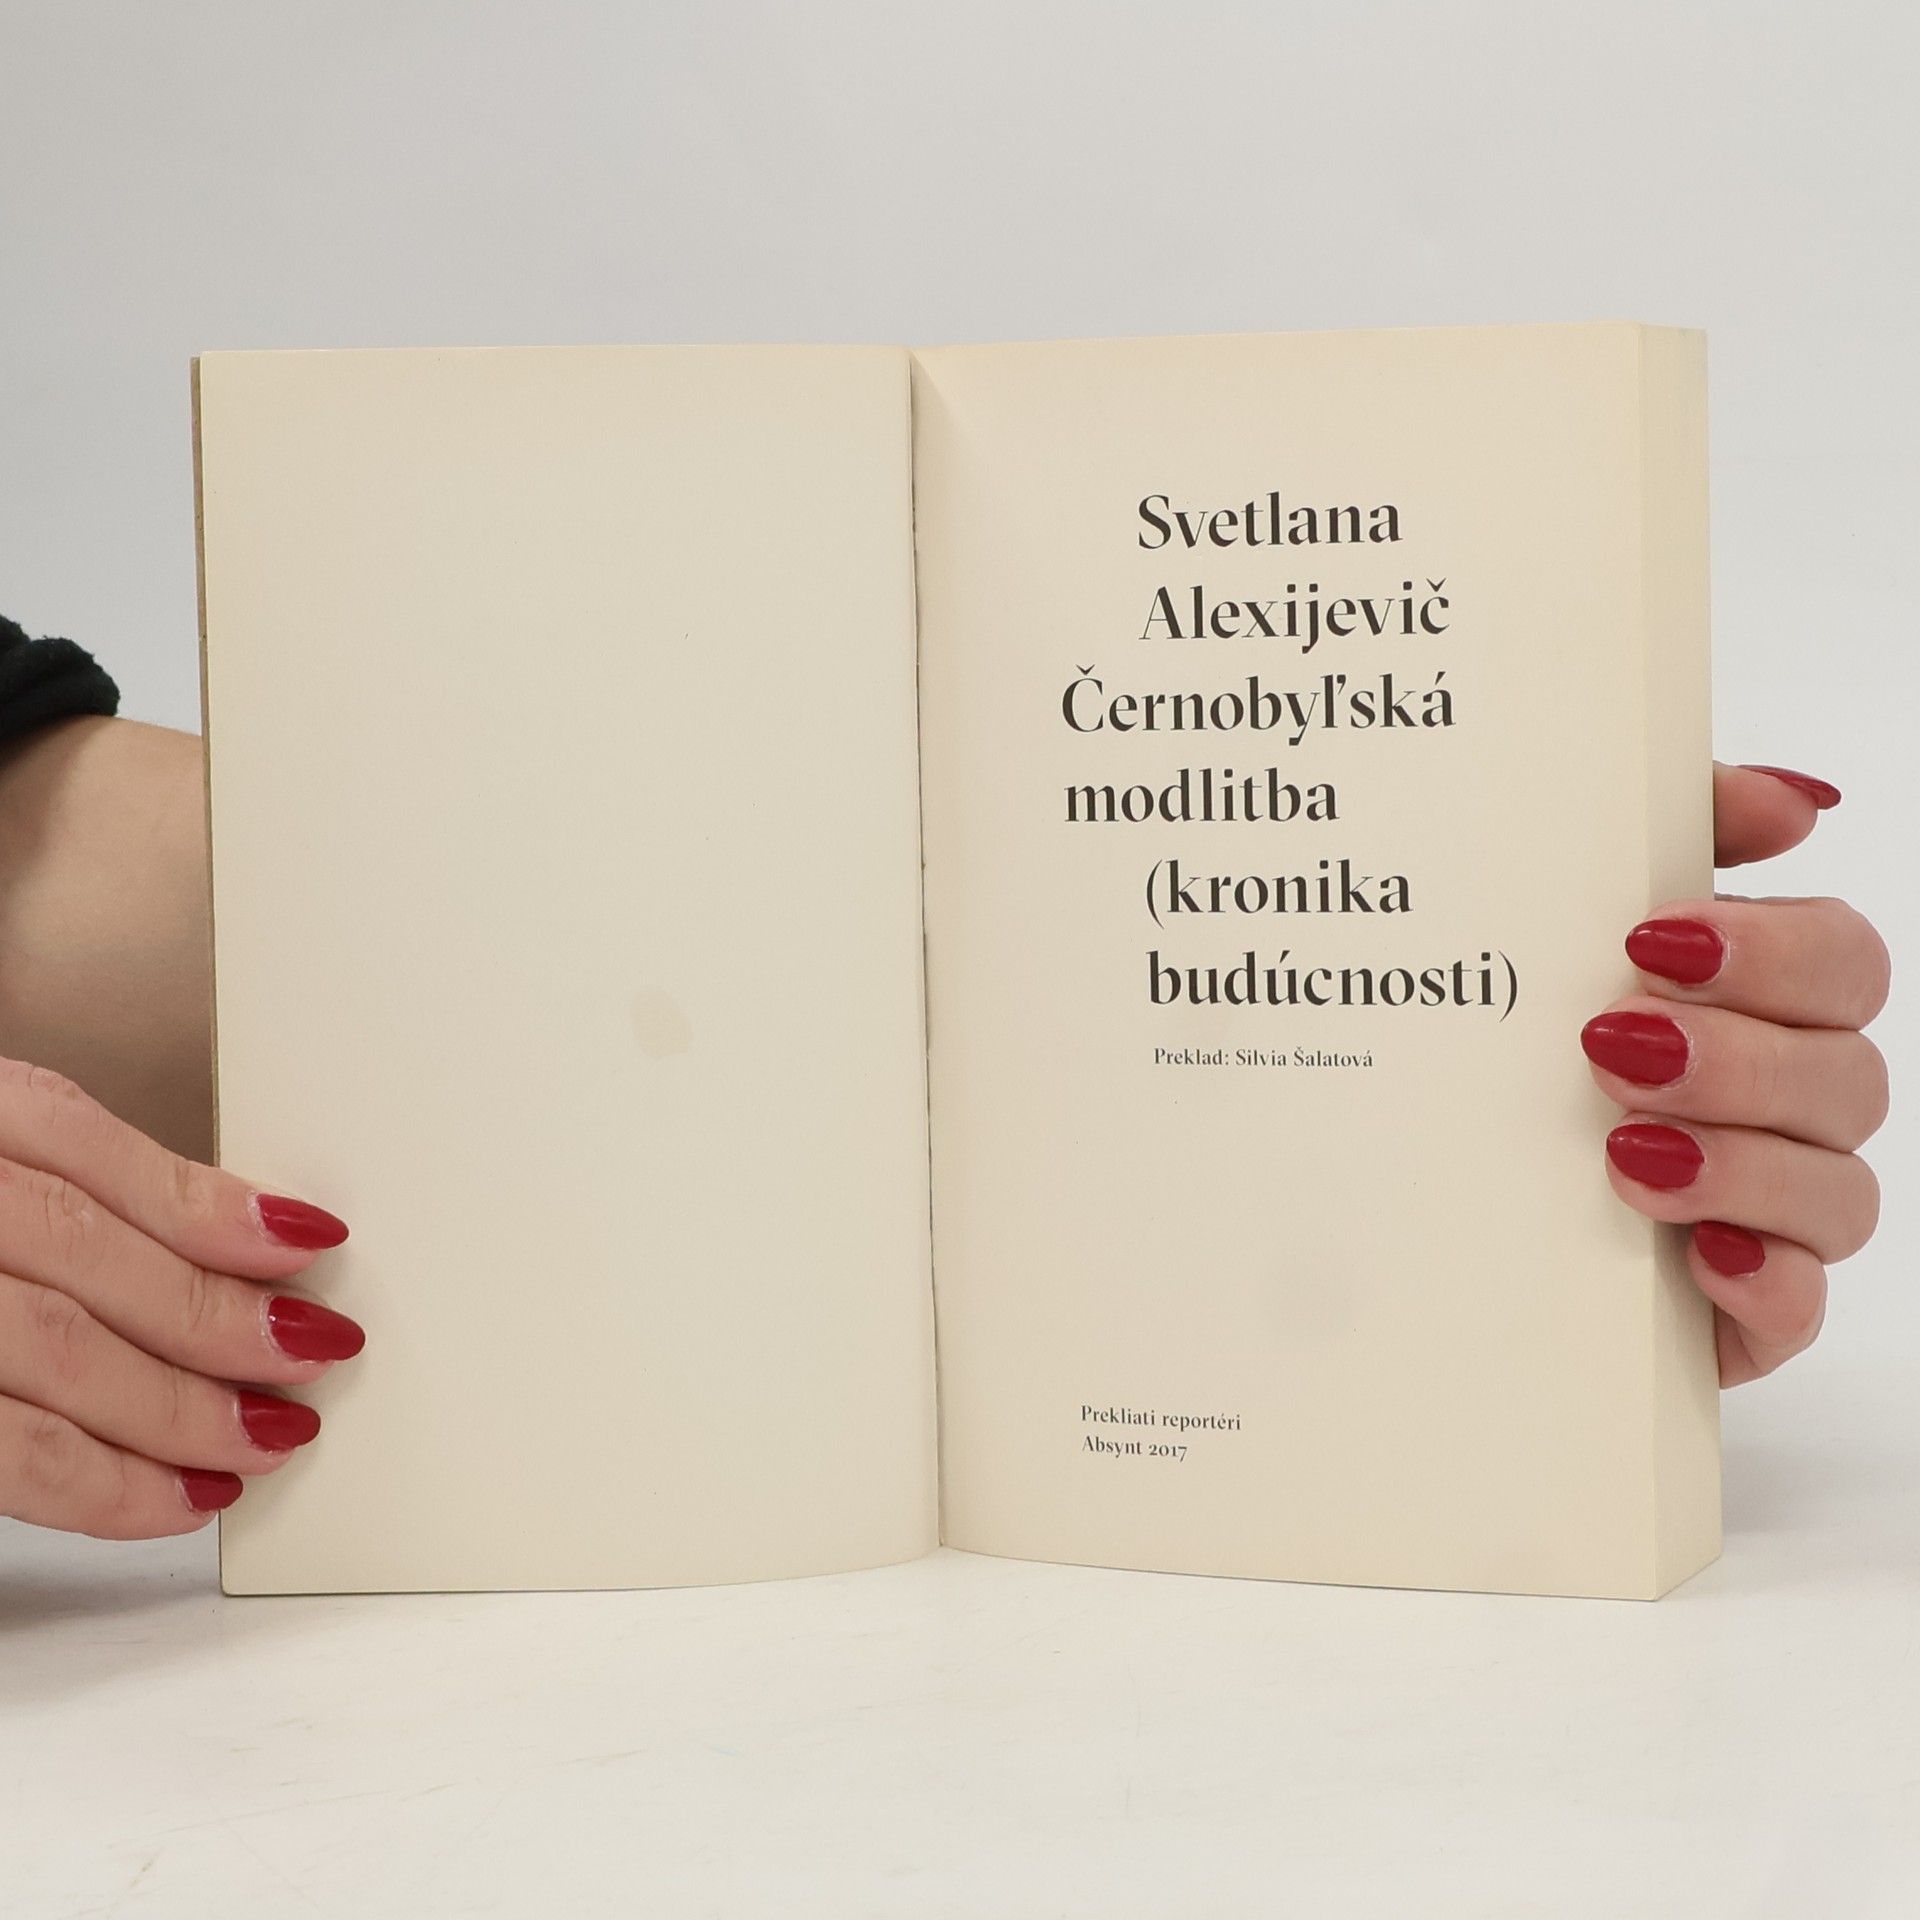 Svetlana
Alexijevič
Černobyľská
modlitba
(kronika
budúcnosti)
Preklad: Silvia Šalatová
Prekliati reportéri
Absynt 2017